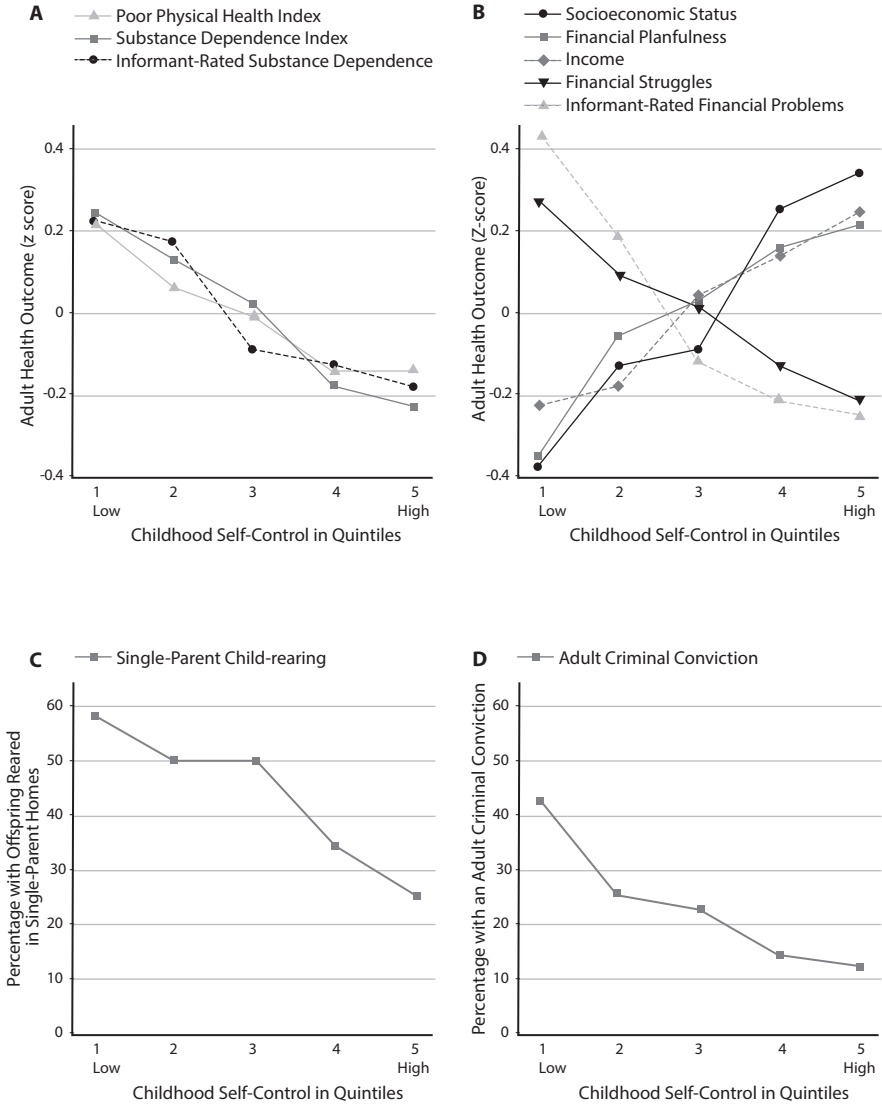 A
Poor Physical Health Index
Substance Dependence Index
Informant-Rated Substance Dependence
Adult Health Outcome (z score)
0.4
0.2
0
-0.2
-0.4
1 2 3 4 5
Low High
Childhood Self-Control in Quintiles
B
Socioeconomic Status
Financial Planfulness
Income
Financial Struggles
Informant-Rated Financial Problems
Adult Health Outcome (Z-score)
0.4
0.2
0
-0.2
-0.4
1 2 3 4 5
Low High
Childhood Self-Control in Quintiles
C
Single-Parent Child-rearing
Percentage with Offspring Reared
in Single-Parent Homes
60
50
40
30
20
10
0
1 2 3 4 5
Low High
Childhood Self-Control in Quintiles
D
Adult Criminal Conviction
Percentage with an Adult Criminal Conviction
60
50
40
30
20
10
0
1 2 3 4 5
Low High
Childhood Self-Control in Quintiles